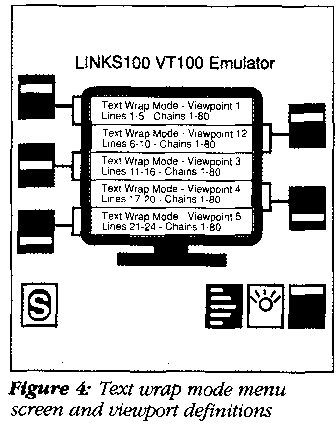 LINKS100 VT100 Emulator
Text Wrap Mode - Viewpoint 1
Lines 1-5 - Chains 1-80
Text Wrap Mode - Viewpoint 12
Lines 6-10 - Chains 1-80
Text Wrap Mode - Viewpoint 3
Lines 11-16 - Chains 1-80
Text Wrap Mode - Viewpoint 4
Lines 17-20 - Chains 1-80
Text Wrap Mode - Viewpoint 5
Lines 21-24 - Chains 1-80
S
Figure 4: Text wrap mode menu
screen and viewport definitions